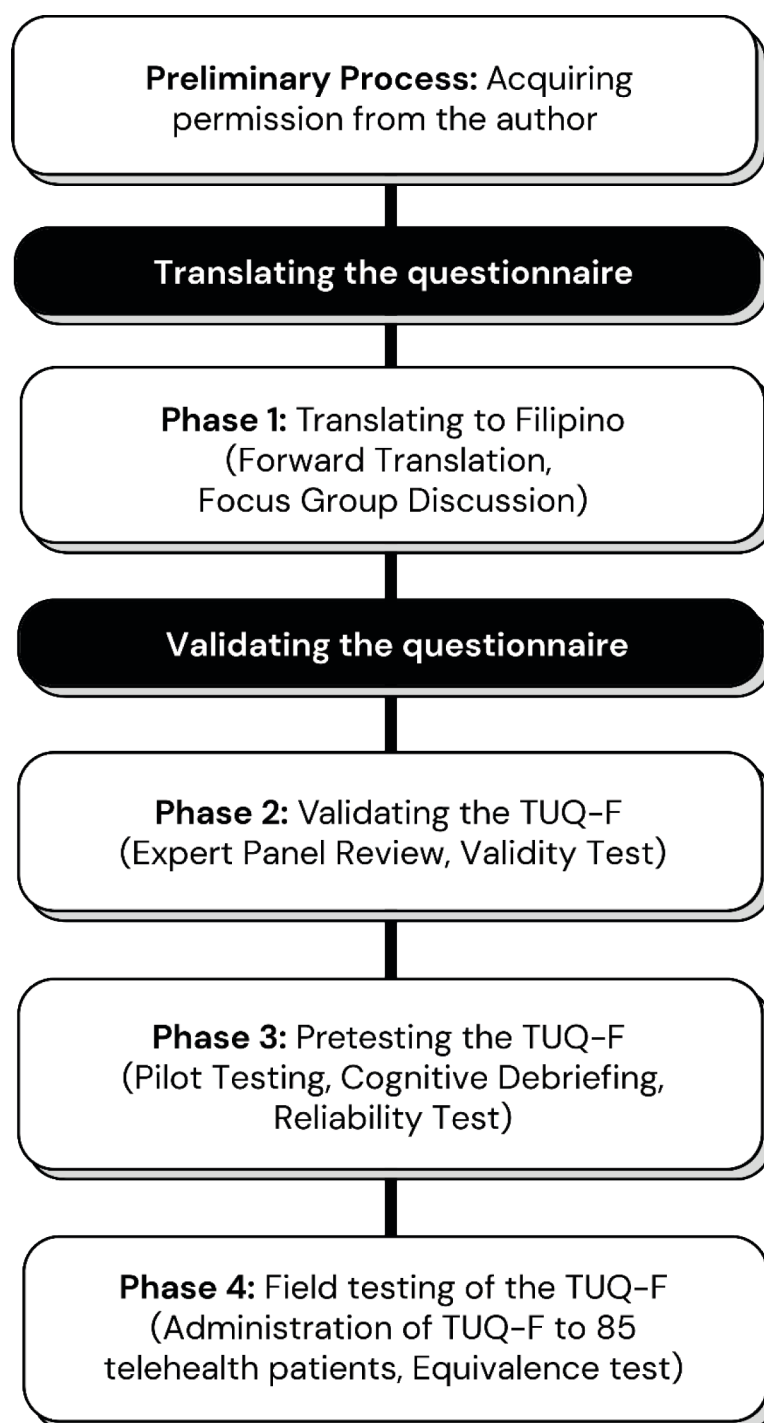 Preliminary Process: Acquiring
permission from the author
Translating the questionnaire
Phase 1: Translating to Filipino
(Forward Translation,
Focus Group Discussion)
Validating the questionnaire
Phase 2: Validating the TUQ-F
(Expert Panel Review, Validity Test)
Phase 3: Pretesting the TUQ-F
(Pilot Testing, Cognitive Debriefing,
Reliability Test)
Phase 4: Field testing of the TUQ-F
(Administration of TUQ-F to 85
telehealth patients, Equivalence test)